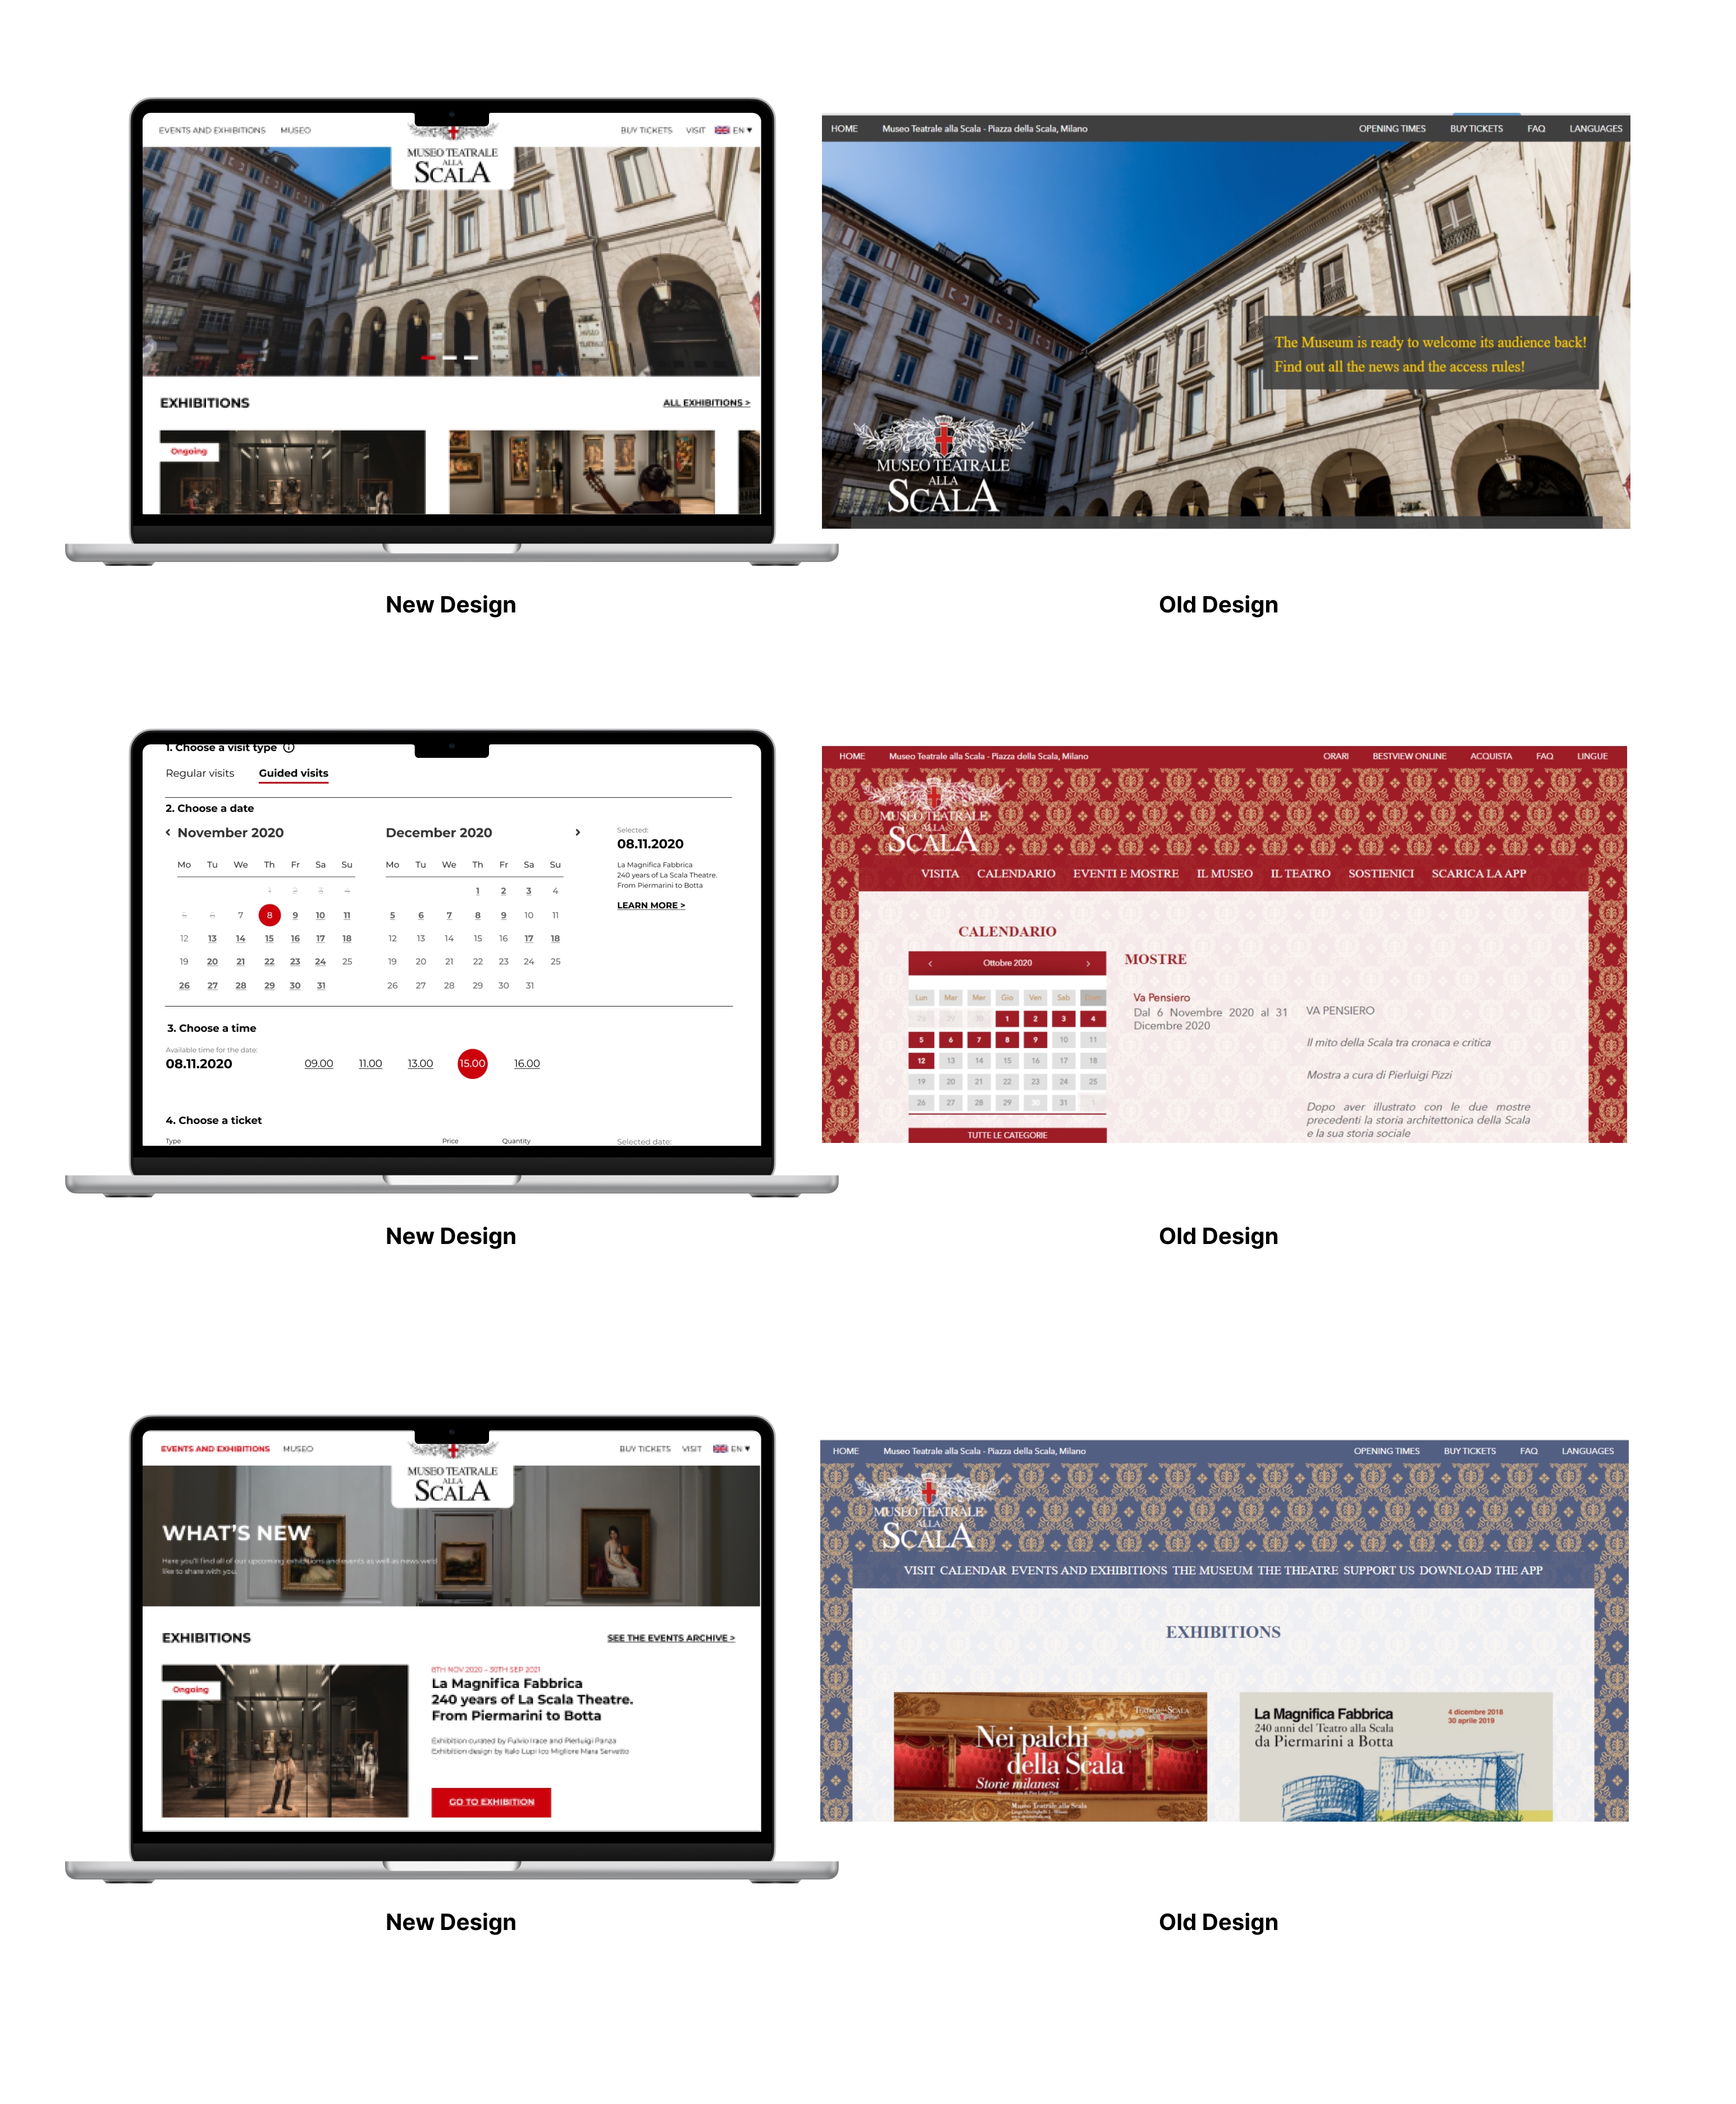 EVENTS AND EXHIBITIONS MUSEO BUY TICKETS VISIT EN ▾
MUSEO TEATRALE
ALLA
SCALA
EXHIBITIONS ALL EXHIBITIONS >
Ongoing
New Design
HOME Museo Teatrale alla Scala - Piazza della Scala, Milano OPENING TIMES BUY TICKETS FAQ LANGUAGES
The Museum is ready to welcome its audience back!
Find out all the news and the access rules!
MUSEO TEATRALE
ALLA
SCALA
Old Design
1. Choose a visit type
Regular visits Guided visits
2. Choose a date
November 2020 December 2020
Mo Tu We Th Fr Sa Su Mo Tu We Th Fr Sa Su
1 2 3 4 1 2 3 4
5 6 7 8 9 10 11 5 6 7 8 9 10 11
12 13 14 15 16 17 18 12 13 14 15 16 17 18
19 20 21 22 23 24 25 19 20 21 22 23 24 25
26 27 28 29 30 31 26 27 28 29 30 31
Selected:
08.11.2020
La Magnifica Fabbrica
240 years of La Scala Theatre.
From Piermarini to Botta
LEARN MORE >
3. Choose a time
Available time for the date:
08.11.2020 09.00 11.00 13.00 15.00 16.00
4. Choose a ticket
Type Price Quantity Selected date:
New Design
HOME Museo Teatrale alla Scala - Piazza della Scala, Milano ORARI BESTVIEW ONLINE ACQUISTA FAQ LINGUE
MUSEO TEATRALE
ALLA
SCALA
VISITA CALENDARIO EVENTI E MOSTRE IL MUSEO IL TEATRO SOSTIENICI SCARICA LA APP
CALENDARIO
Ottobre 2020
Lun Mar Mer Gio Ven Sab
28 29 30 1 2 3 4
5 6 7 8 9 10 11
12 13 14 15 16 17 18
19 20 21 22 23 24 25
26 27 28 29 30 31 1
TUTTE LE CATEGORIE
MOSTRE
Va Pensiero
Dal 6 Novembre 2020 al 31
Dicembre 2020
VA PENSIERO
Il mito della Scala tra cronaca e critica
Mostra a cura di Pierluigi Pizzi
Dopo aver illustrato con le due mostre
precedenti la storia architettonica della Scala
e la sua storia sociale
Old Design
EVENTS AND EXHIBITIONS MUSEO BUY TICKETS VISIT EN ▾
MUSEO TEATRALE
ALLA
SCALA
WHAT'S NEW
Here you'll find all of our upcoming exhibitions and events as well as news we'd
like to share with you.
EXHIBITIONS SEE THE EVENTS ARCHIVE >
Ongoing
8TH NOV 2020 – 30TH SEP 2021
La Magnifica Fabbrica
240 years of La Scala Theatre.
From Piermarini to Botta
Exhibition curated by Fulvio Irace and Pierluigi Panza
Exhibition design by Italo Lupi Ico Migliore Mara Servetto
GO TO EXHIBITION
New Design
HOME Museo Teatrale alla Scala - Piazza della Scala, Milano OPENING TIMES BUY TICKETS FAQ LANGUAGES
MUSEO TEATRALE
ALLA
SCALA
VISIT CALENDAR EVENTS AND EXHIBITIONS THE MUSEUM THE THEATRE SUPPORT US DOWNLOAD THE APP
EXHIBITIONS
TEATRO ALLA SCALA
Nei palchi
della Scala
Storie milanesi
Museo Teatrale alla Scala
La Magnifica Fabbrica
240 anni del Teatro alla Scala
da Piermarini a Botta
4 dicembre 2018
30 aprile 2019
Old Design